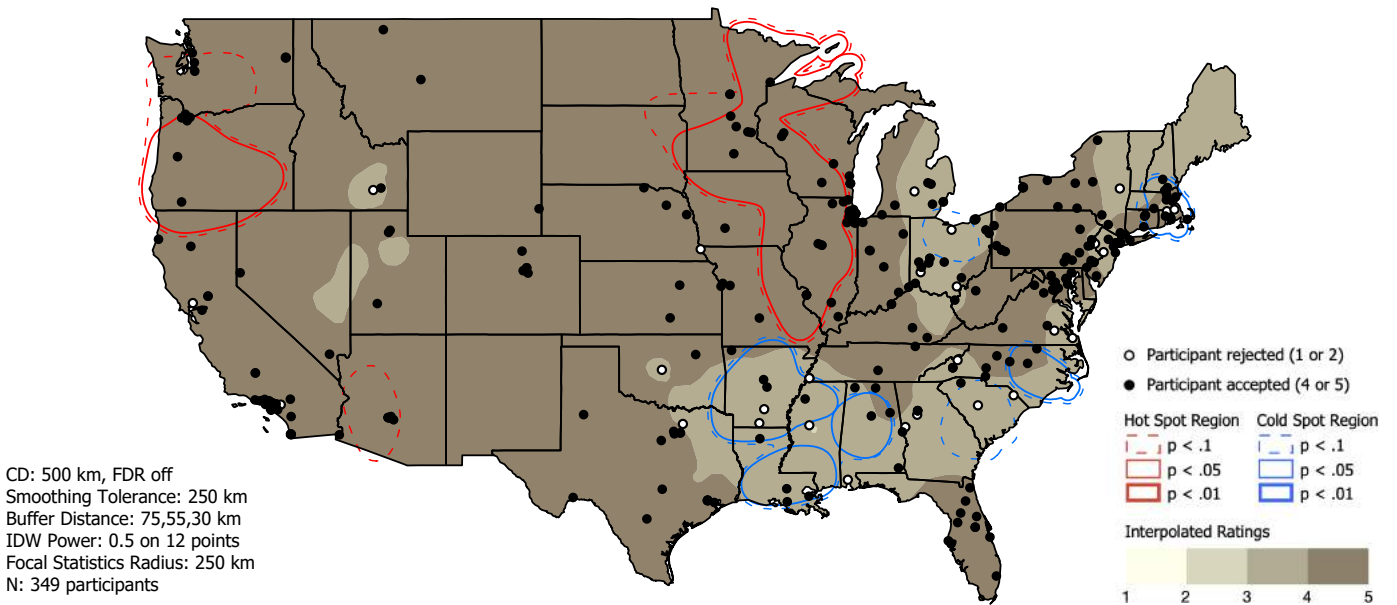 Participant rejected (1 or 2)
Participant accepted (4 or 5)
Hot Spot Region Cold Spot Region
p < .1 p < .1
p < .05 p < .05
p < .01 p < .01
Interpolated Ratings
1 2 3 4 5
CD: 500 km, FDR off
Smoothing Tolerance: 250 km
Buffer Distance: 75,55,30 km
IDW Power: 0.5 on 12 points
Focal Statistics Radius: 250 km
N: 349 participants